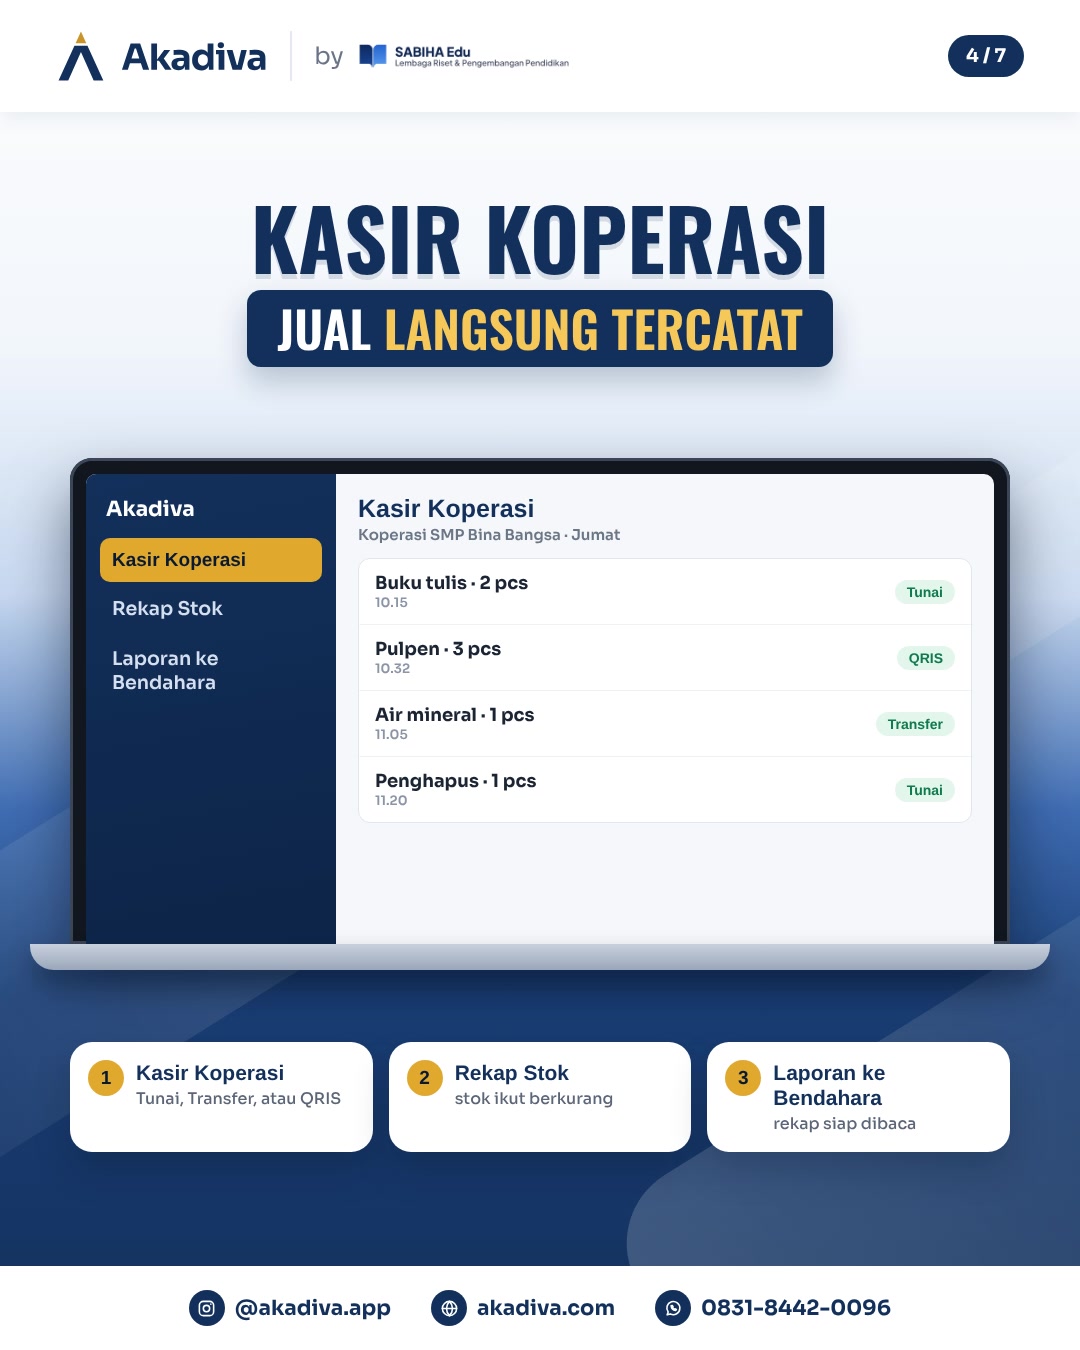 Akadiva
by
SABIHA Edu
Lembaga Riset & Pengembangan Pendidikan
4 / 7
KASIR KOPERASI
JUAL LANGSUNG TERCATAT
Akadiva
Kasir Koperasi
Rekap Stok
Laporan ke
Bendahara
Kasir Koperasi
Koperasi SMP Bina Bangsa · Jumat
Buku tulis · 2 pcs
10.15
Tunai
Pulpen · 3 pcs
10.32
QRIS
Air mineral · 1 pcs
11.05
Transfer
Penghapus · 1 pcs
11.20
Tunai
1
Kasir Koperasi
Tunai, Transfer, atau QRIS
2
Rekap Stok
stok ikut berkurang
3
Laporan ke
Bendahara
rekap siap dibaca
@akadiva.app
akadiva.com
0831-8442-0096